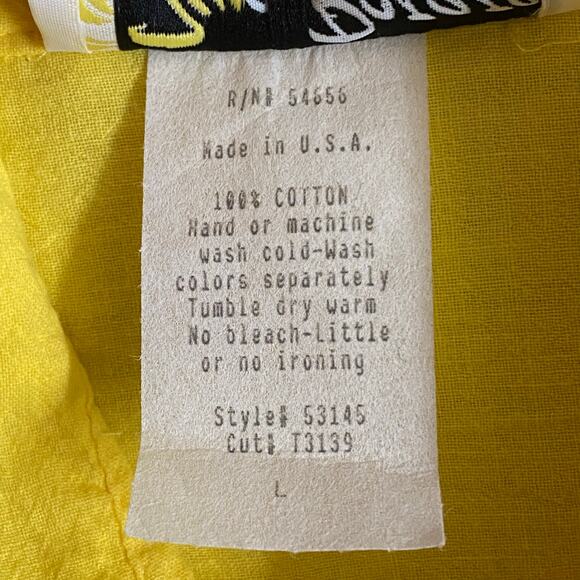 R/N# 54656
Made in U.S.A.
100% COTTON
Hand or machine
wash cold-Wash
colors separately
Tumble dry warm
No bleach-Little
or no ironing
Style# 53145
Cut# T3139
L